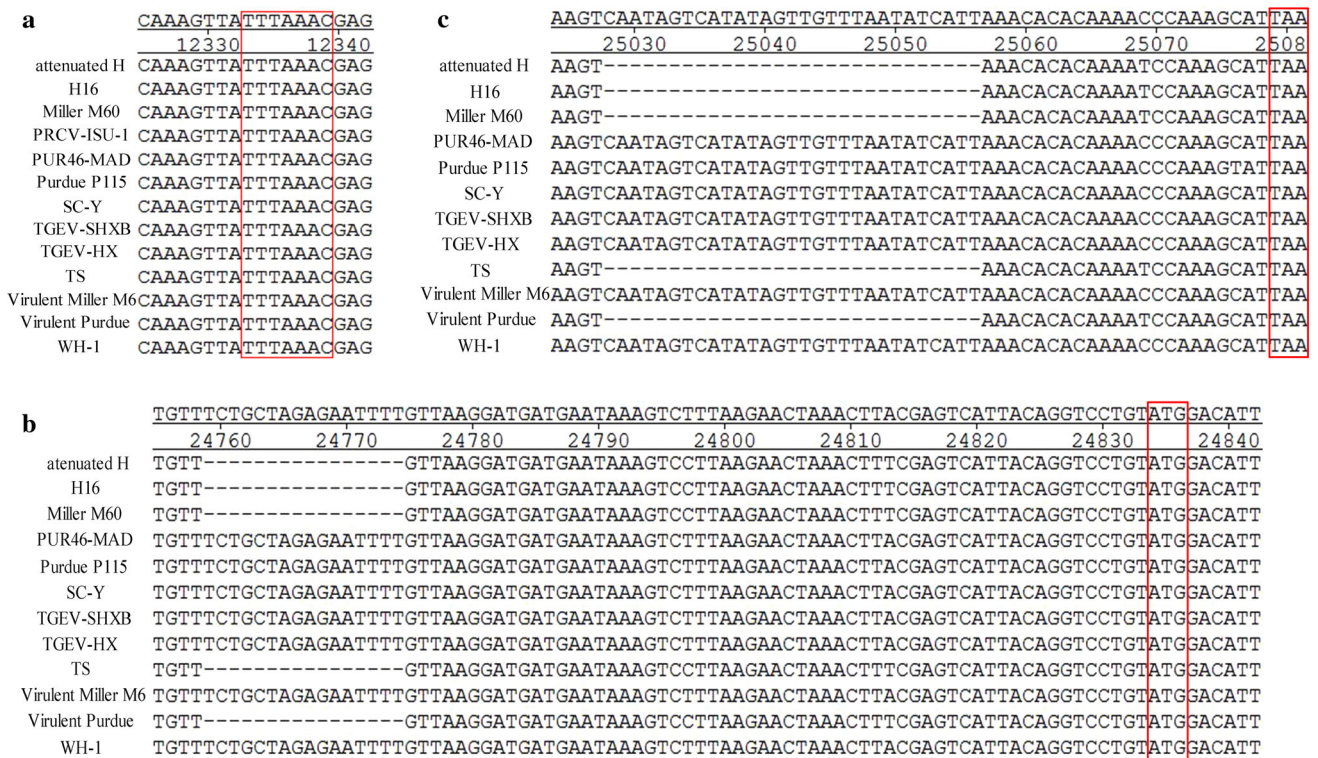 a
CAAAGTTATTTAAACGAG
12330 12340
attenuated H CAAAGTTATTTAAACGAG
H16 CAAAGTTATTTAAACGAG
Miller M60 CAAAGTTATTTAAACGAG
PRCV-ISU-1 CAAAGTTATTTAAACGAG
PUR46-MAD CAAAGTTATTTAAACGAG
Purdue P115 CAAAGTTATTTAAACGAG
SC-Y CAAAGTTATTTAAACGAG
TGEV-SHXB CAAAGTTATTTAAACGAG
TGEV-HX CAAAGTTATTTAAACGAG
TS CAAAGTTATTTAAACGAG
Virulent Miller M6 CAAAGTTATTTAAACGAG
Virulent Purdue CAAAGTTATTTAAACGAG
WH-1 CAAAGTTATTTAAACGAG
c
AAGTCAATAGTCATATAGTTGTTTAATATCATTAAACACACAAAACCCAAAGCATTAA
25030 25040 25050 25060 25070 2508
attenuated H AAGT-----------------------------AAACACACAAAATCCAAAGCATTAA
H16 AAGT-----------------------------AAACACACAAAATCCAAAGCATTAA
Miller M60 AAGT-----------------------------AAACACACAAAATCCAAAGCATTAA
PUR46-MAD AAGTCAATAGTCATATAGTTGTTTAATATCATTAAACACACAAAACCCAAAGCATTAA
Purdue P115 AAGTCAATAGTCATATAGTTGTTTAATATCATTAAACACACAAAACCCAAAGTATTAA
SC-Y AAGTCAATAGTCATATAGTTGTTTAATATCATTAAACACACAAAACCCAAAGCATTAA
TGEV-SHXB AAGTCAATAGTCATATAGTTGTTTAATATCATTAAACACACAAAACCCAAAGCATTAA
TGEV-HX AAGTCAATAGTCATATAGTTGTTTAATATCATTAAACACACAAAACCCAAAGCATTAA
TS AAGT-----------------------------AAACACACAAAATCCAAAGCATTAA
Virulent Miller M6 AAGTCAATAGTCATATAGTTGTTTAATATCATTAAACACACAAAACCCAAAGCATTAA
Virulent Purdue AAGT-----------------------------AAACACACAAAATCCAAAGCATTAA
WH-1 AAGTCAATAGTCATATAGTTGTTTAATATCATTAAACACACAAAACCCAAAGCATTAA
b
TGTTTCTGCTAGAGAATTTTGTTAAGGATGATGAATAAAGTCTTTAAGAACTAAACTTACGAGTCATTACAGGTCCTGTATGGACATT
24760 24770 24780 24790 24800 24810 24820 24830 24840
atenuated H TGTT----------------GTTAAGGATGATGAATAAAGTCCTTAAGAACTAAACTTTCGAGTCATTACAGGTCCTGTATGGACATT
H16 TGTT----------------GTTAAGGATGATGAATAAAGTCCTTAAGAACTAAACTTTCGAGTCATTACAGGTCCTGTATGGACATT
Miller M60 TGTT----------------GTTAAGGATGATGAATAAAGTCCTTAAGAACTAAACTTTCGAGTCATTACAGGTCCTGTATGGACATT
PUR46-MAD TGTTTCTGCTAGAGAATTTTGTTAAGGATGATGAATAAAGTCTTTAAGAACTAAACTTACGAGTCATTACAGGTCCTGTATGGACATT
Purdue P115 TGTTTCTGCTAGAGAATTTTGTTAAGGATGATGAATAAAGTCTTTAAGAACTAAACTTACGAGTCATTACAGGTCCTGTATGGACATT
SC-Y TGTTTCTGCTAGAGAATTTTGTTAAGGATGATGAATAAAGTCTTTAAGAACTAAACTTACGAGTCATTACAGGTCCTGTATGGACATT
TGEV-SHXB TGTTTCTGCTAGAGAATTTTGTTAAGGATGATGAATAAAGTCTTTAAGAACTAAACTTACGAGTCATTACAGGTCCTGTATGGACATT
TGEV-HX TGTTTCTGCTAGAGAATTTTGTTAAGGATGATGAATAAAGTCTTTAAGAACTAAACTTACGAGTCATTACAGGTCCTGTATGGACATT
TS TGTT----------------GTTAAGGATGATGAATAAAGTCCTTAAGAACTAAACTTTCGAGTCATTACAGGTCCTGTATGGACATT
Virulent Miller M6 TGTTTCTGCTAGAGAATTTTGTTAAGGATGATGAATAAAGTCTTTAAGAACTAAACTTACGAGTCATTACAGGTCCTGTATGGACATT
Virulent Purdue TGTT----------------GTTAAGGATGATGAATAAAGTCCTTAAGAACTAAACTTTCGAGTCATTACAGGTCCTGTATGGACATT
WH-1 TGTTTCTGCTAGAGAATTTTGTTAAGGATGATGAATAAAGTCTTTAAGAACTAAACTTACGAGTCATTACAGGTCCTGTATGGACATT